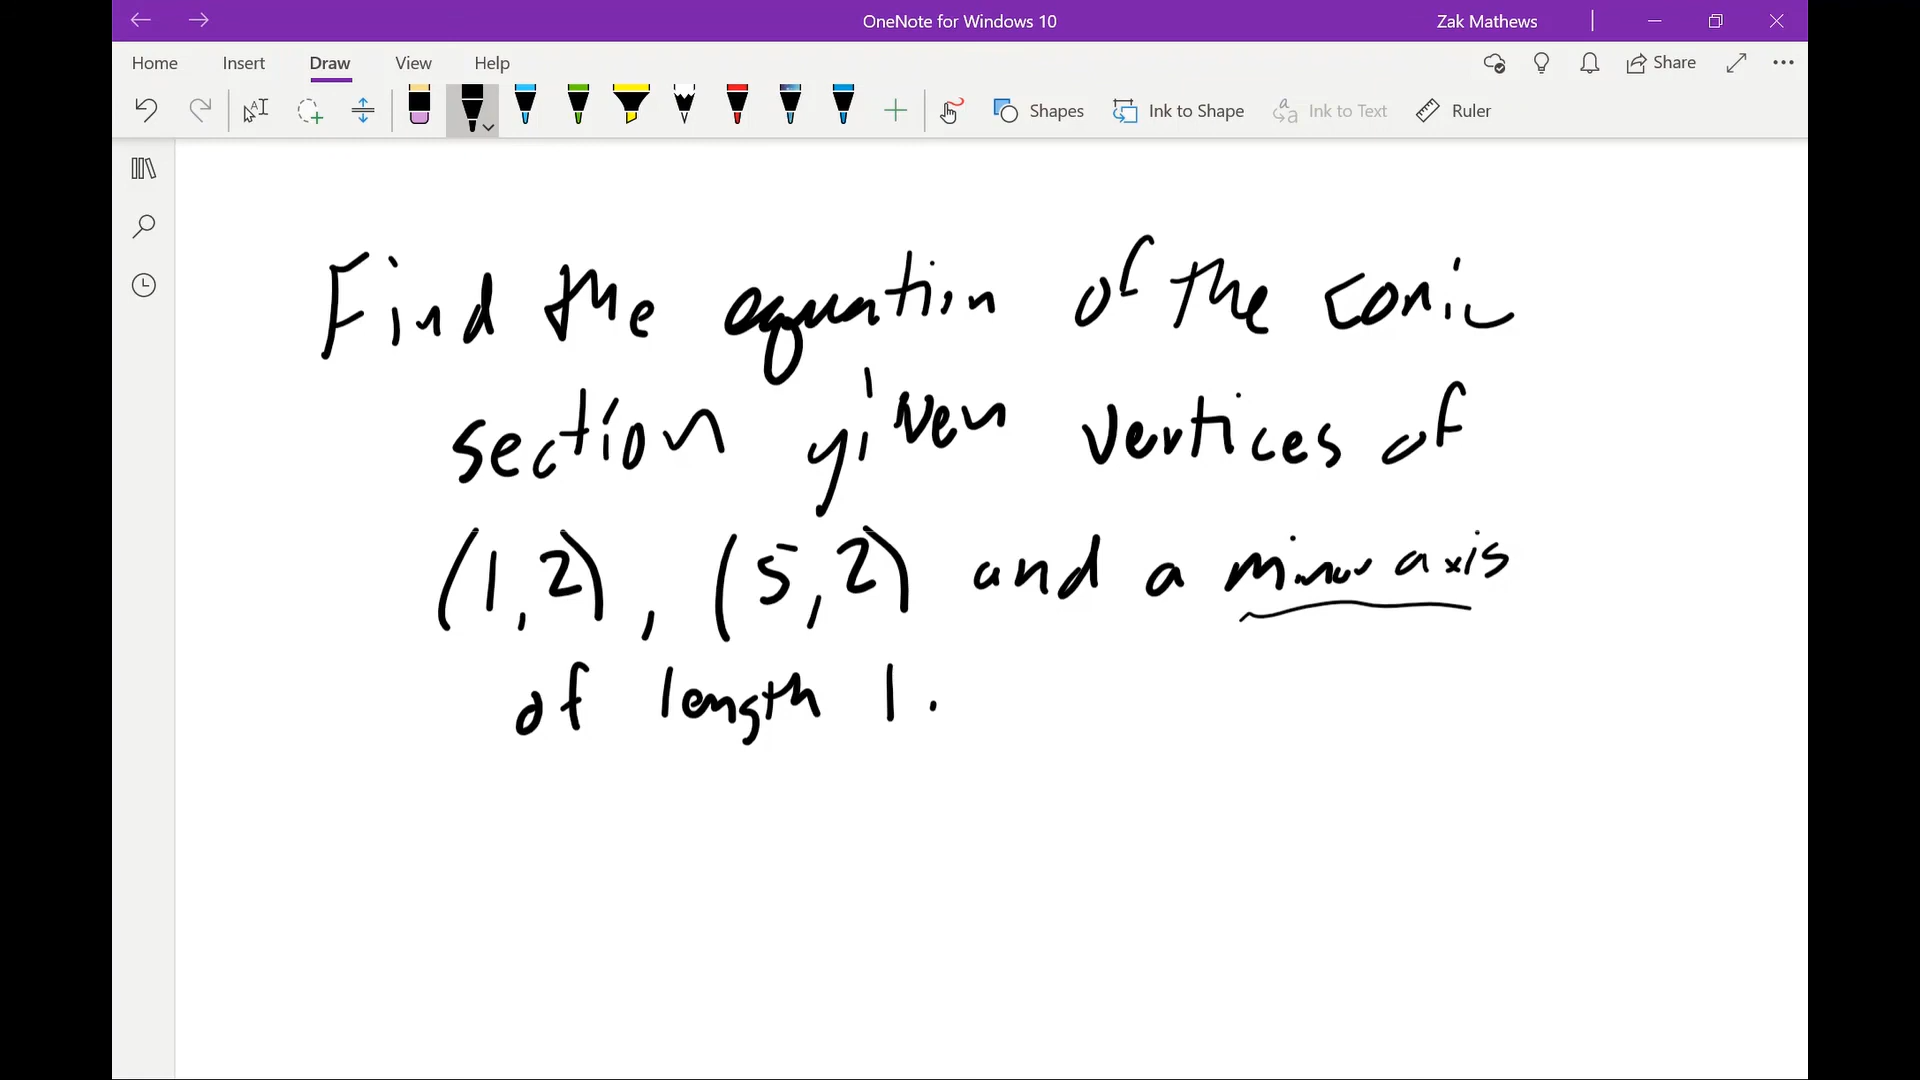 OneNote for Windows 10
Zak Mathews
Home Insert Draw View Help
Share
Shapes Ink to Shape Ink to Text Ruler
Find the equation of the conic
section given vertices of
(1,2), (5,2) and a minor axis
of length 1.